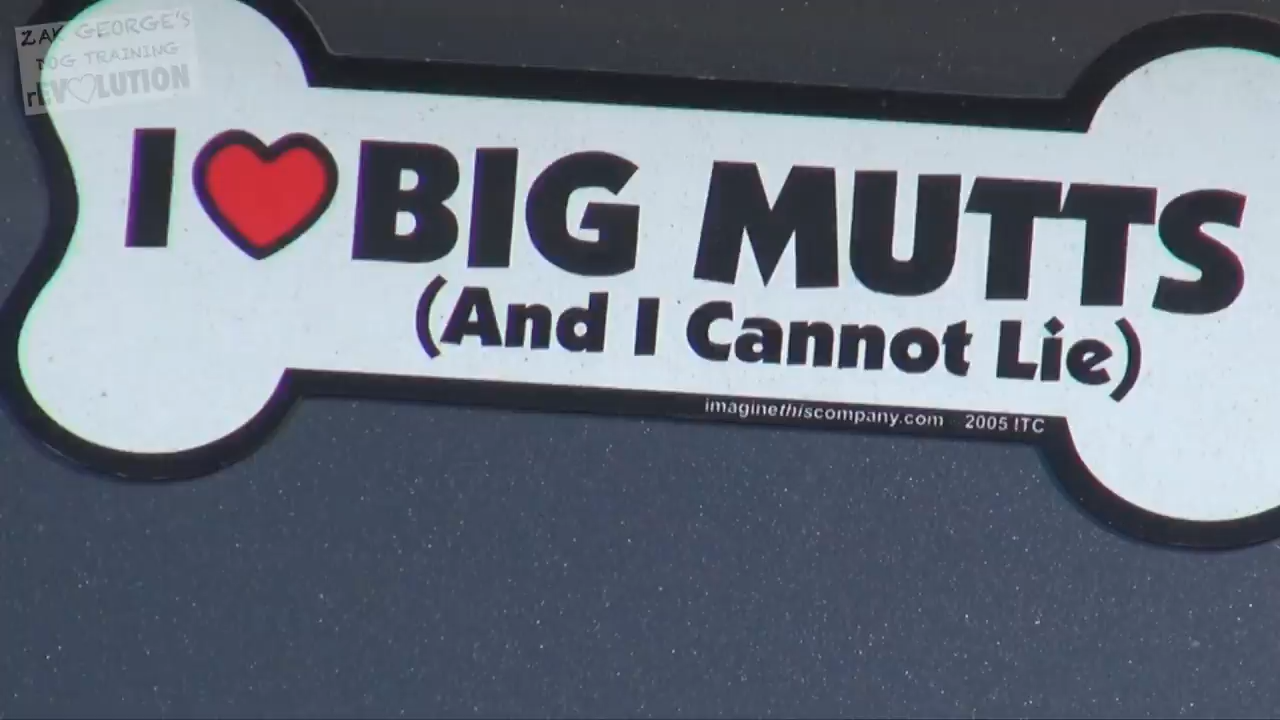 ZAK GEORGE'S
DOG TRAINING
rEV♡LUTION
I ❤ BIG MUTTS
(And I Cannot Lie)
imaginethiscompany.com 2005 ITC